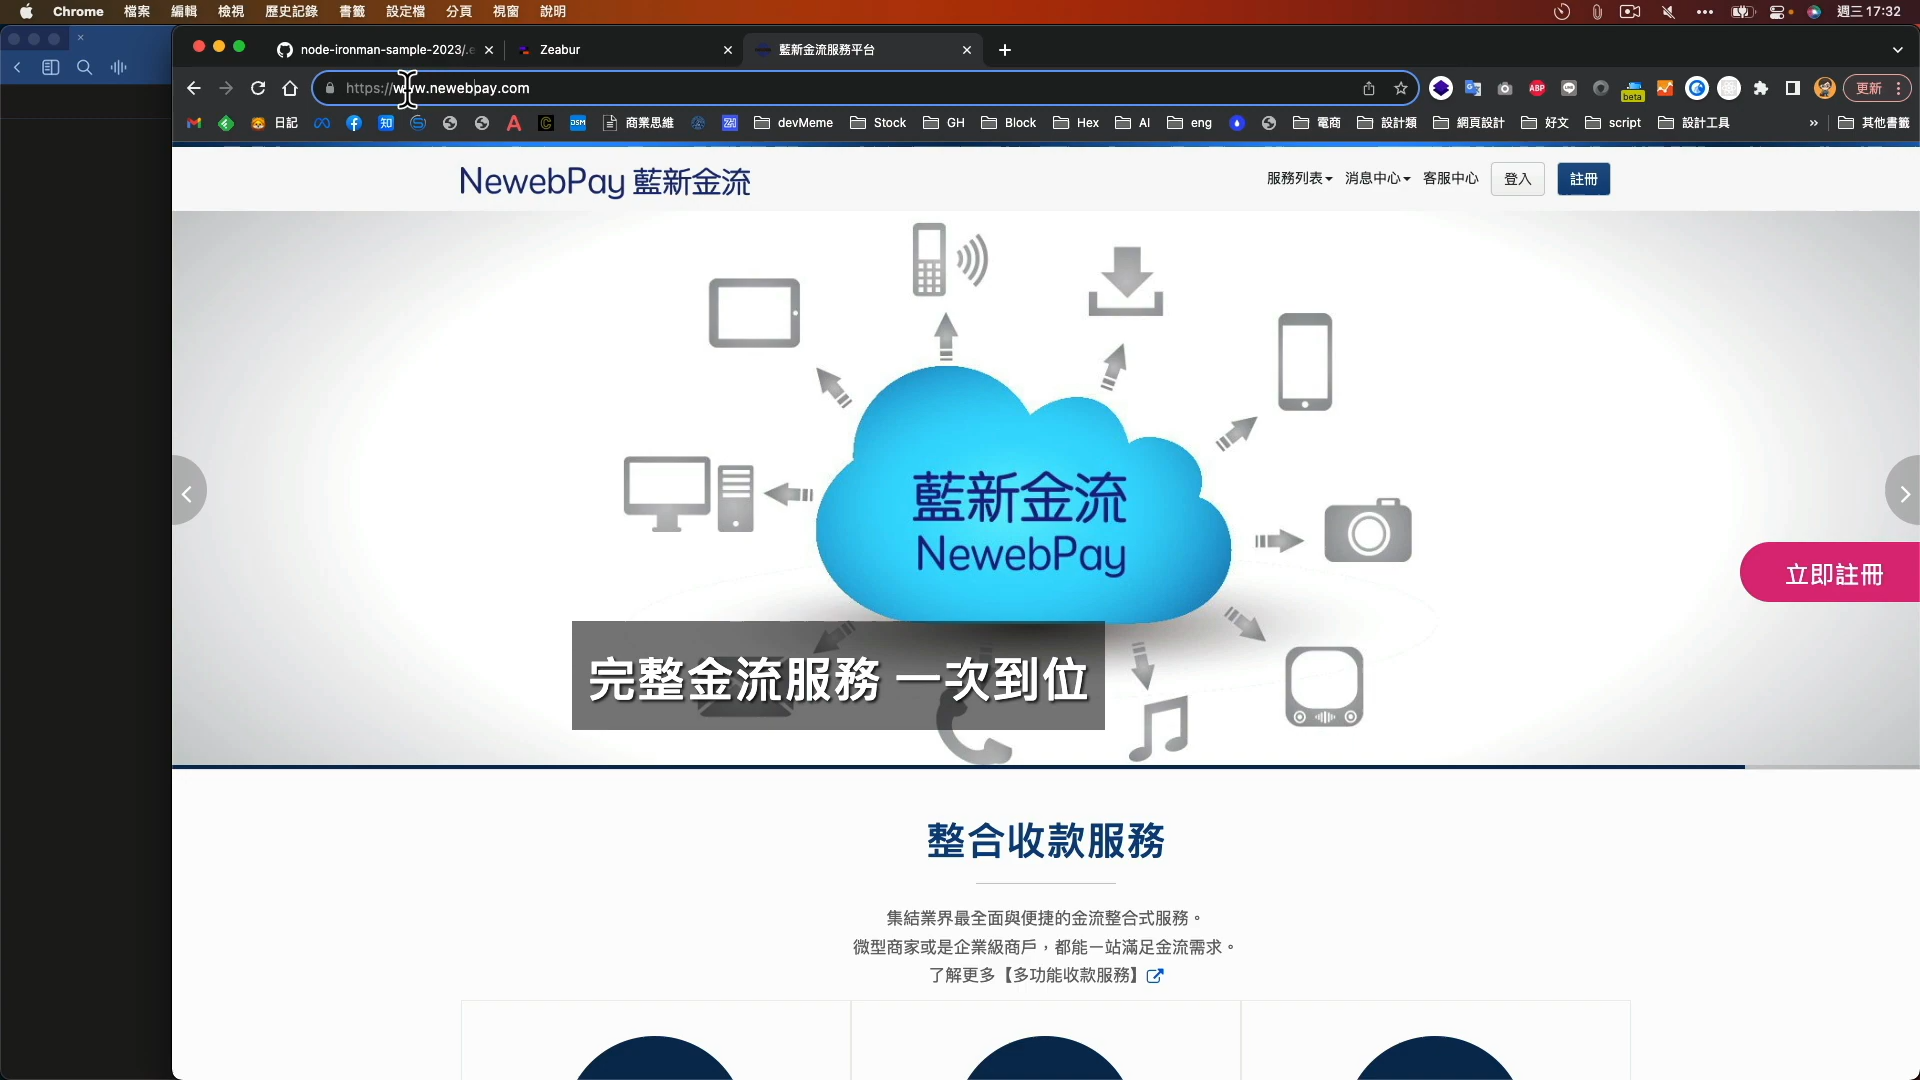 Chrome 檔案 編輯 檢視 歷史記錄 書籤 設定檔 分頁 視窗 說明 週三 17:32
node-ironman-sample-2023/.e Zeabur 藍新金流服務平台
https://www.newebpay.com 更新
ABP
beta
日記 知 商業思維 devMeme Stock GH Block Hex AI eng 電商 設計類 網頁設計 好文 script 設計工具 » 其他書籤
NewebPay 藍新金流 服務列表 消息中心 客服中心 登入 註冊
藍新金流
NewebPay
立即註冊
完整金流服務 一次到位
整合收款服務
集結業界最全面與便捷的金流整合式服務。
微型商家或是企業級商戶，都能一站滿足金流需求。
了解更多【多功能收款服務】